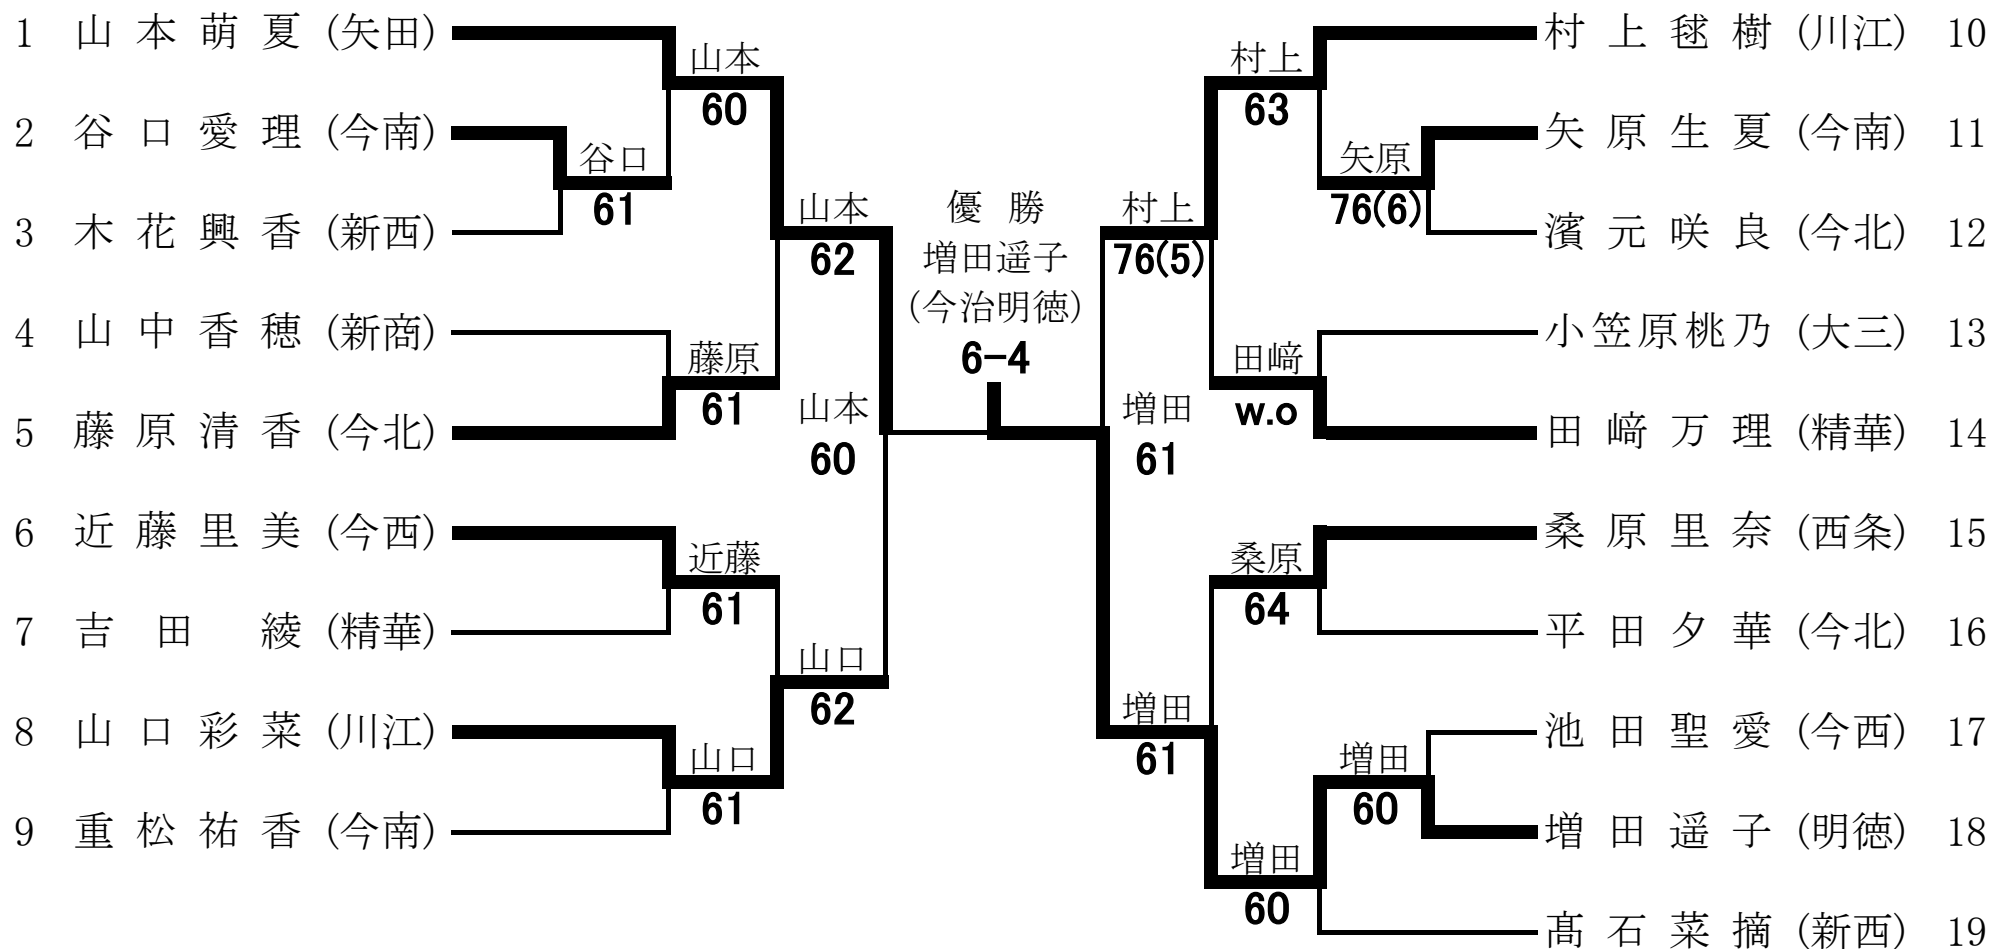 1 山本萌夏 (矢田)
2 谷口愛理 (今南)
3 木花興香 (新西)
4 山中香穂 (新商)
5 藤原清香 (今北)
6 近藤里美 (今西)
7 吉田 綾 (精華)
8 山口彩菜 (川江)
9 重松祐香 (今南)
谷口
61
山本
60
藤原
61
近藤
61
山口
61
山本
62
山口
62
山本
60
優 勝
増田遥子
(今治明徳)
6-4
村上
76(5)
増田
61
増田
61
村上
63
田﨑
w.o
桑原
64
増田
60
矢原
76(6)
増田
60
村上毬樹 (川江) 10
矢原生夏 (今南) 11
濱元咲良 (今北) 12
小笠原桃乃 (大三) 13
田﨑万理 (精華) 14
桑原里奈 (西条) 15
平田夕華 (今北) 16
池田聖愛 (今西) 17
増田遥子 (明徳) 18
髙石菜摘 (新西) 19